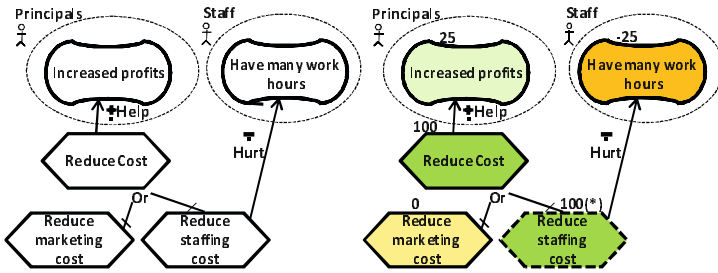 Principals
Staff
Increased profits
Have many work
hours
Help
Hurt
Reduce Cost
Or
Reduce
marketing
cost
Reduce
staffing
cost
Principals
Staff
25
-25
Increased profits
Have many work
hours
Help
100
Hurt
Reduce Cost
Or
0
100(*)
Reduce
marketing
cost
Reduce
staffing
cost